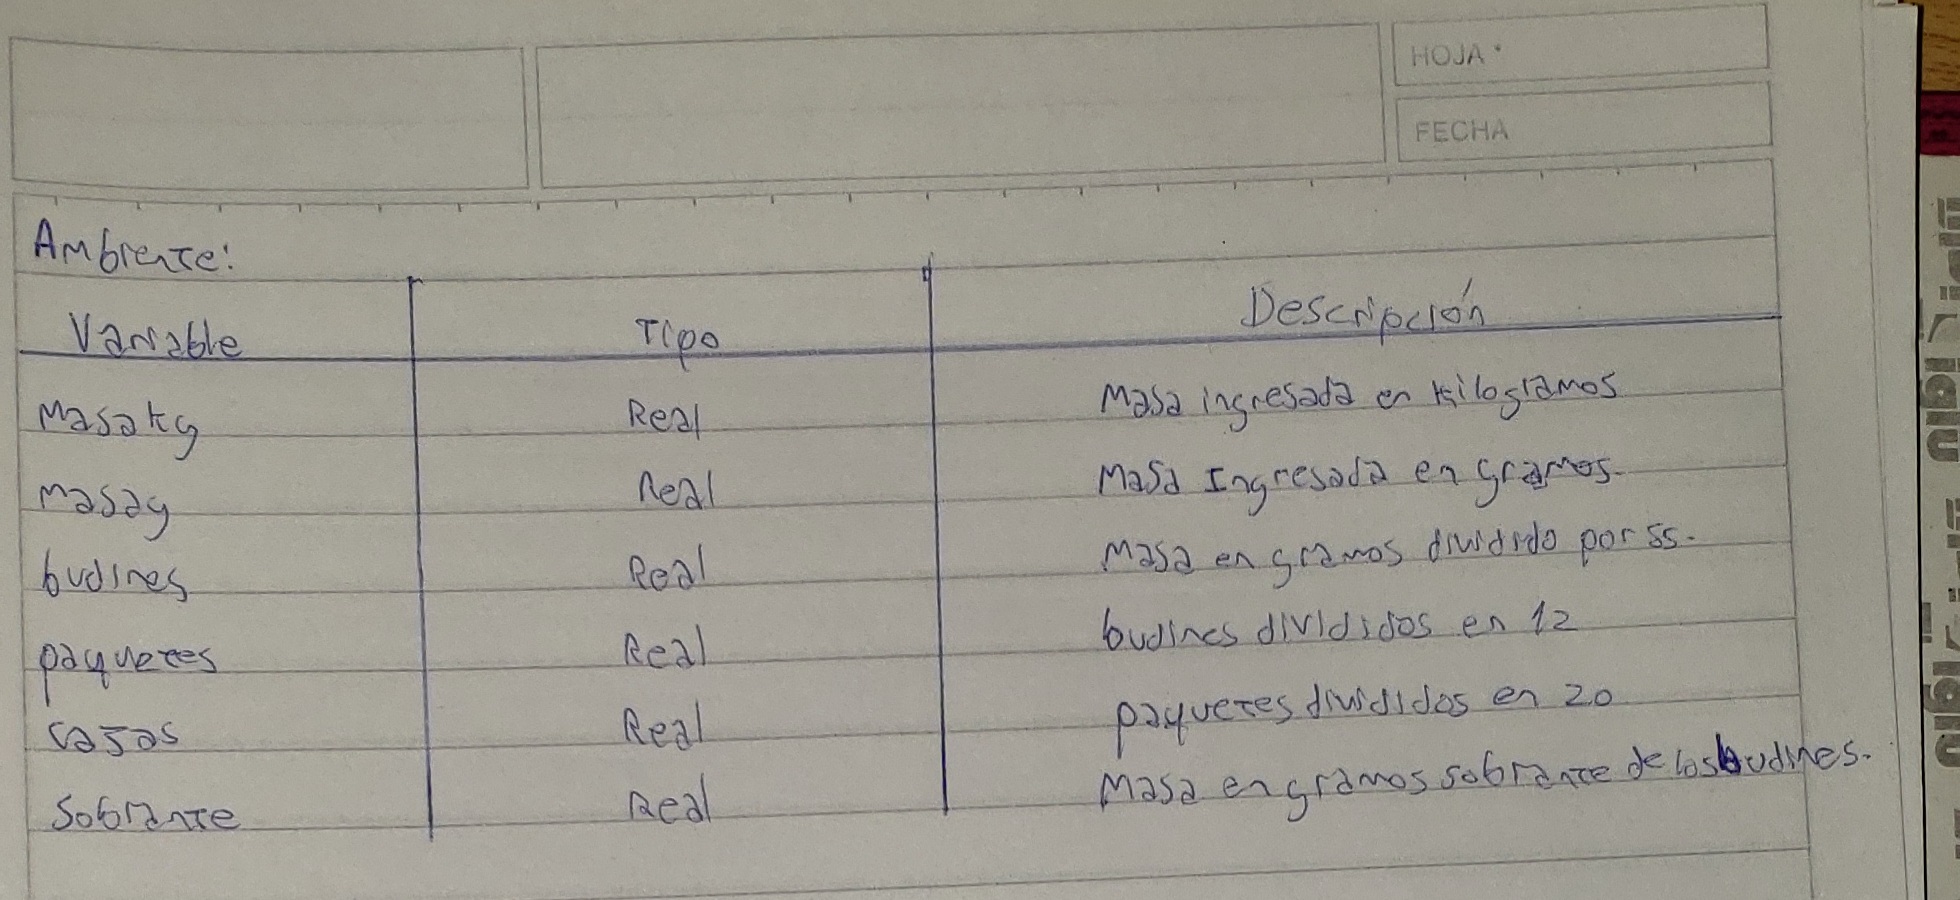 HOJA
FECHA
Ambiente:
Variable Tipo Descripción
Masakg Real Masa ingresada en Kilogramos
masag Real Masa Ingresada en gramos.
budines Real Masa en gramos dividido por 55.
paquetes Real budines divididos en 12
cajas Real paquetes divididos en 20
Sobrante Real Masa en gramos sobrante de los budines.